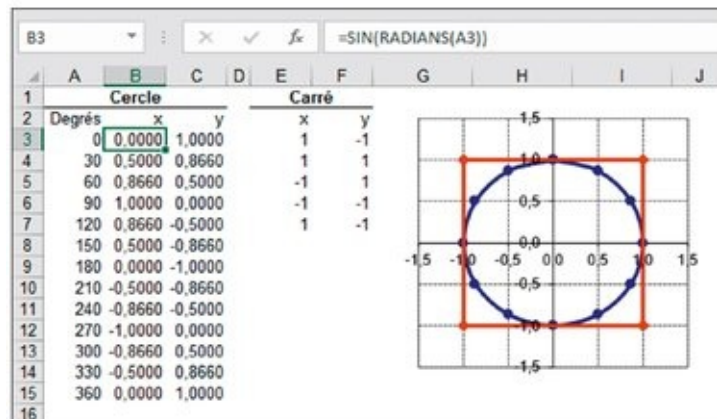 B3 fx =SIN(RADIANS(A3))
A B C D E F G H I J
1 Cercle Carré
2 Degrés x y x y
3 0 0,0000 1,0000 1 -1
4 30 0,5000 0,8660 1 1
5 60 0,8660 0,5000 -1 1
6 90 1,0000 0,0000 -1 -1
7 120 0,8660 -0,5000 1 -1
8 150 0,5000 -0,8660
9 180 0,0000 -1,0000
10 210 -0,5000 -0,8660
11 240 -0,8660 -0,5000
12 270 -1,0000 0,0000
13 300 -0,8660 0,5000
14 330 -0,5000 0,8660
15 360 0,0000 1,0000
16
1,5
1,0
0,5
0,0
-1,5 -1,0 -0,5 0,0 0,5 1,0 1,5
-0,5
-1,0
-1,5